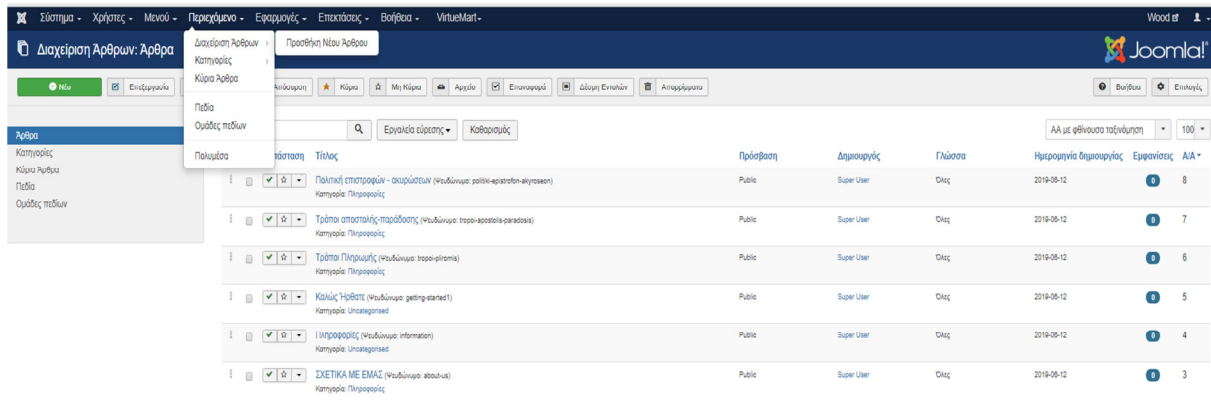 Σύστημα Χρήστες Μενού Περιεχόμενο Εφαρμογές Επεκτάσεις Βοήθεια VirtueMart Wood
Διαχείριση Άρθρων: Άρθρα
Joomla!
Διαχείριση Άρθρων
Προσθήκη Νέου Άρθρου
Κατηγορίες
Κύρια Άρθρα
Πεδία
Ομάδες πεδίων
Πολυμέσα
Νέο Επεξεργασία Απόσυρση Κύρια Μη Κύρια Αρχείο Επαναφορά Δέσμη Εντολών Απορρίμματα Βοήθεια Επιλογές
Άρθρα
Κατηγορίες
Κύρια Άρθρα
Πεδία
Ομάδες πεδίων
Εργαλεία εύρεσης Καθαρισμός ΑΑ με φθίνουσα ταξινόμηση 100
τάσταση Τίτλος Πρόσβαση Δημιουργός Γλώσσα Ημερομηνία δημιουργίας Εμφανίσεις Α/Α
Πολιτική επιστροφών - ακυρώσεων (Ψευδώνυμο: politiki-epistrofon-akyroseon) Public Super User Όλες 2019-06-12 0 8
Κατηγορία: Πληροφορίες
Τρόποι αποστολής-παράδοσης (Ψευδώνυμο: tropoi-apostolis-paradosis) Public Super User Όλες 2019-06-12 0 7
Κατηγορία: Πληροφορίες
Τρόποι Πληρωμής (Ψευδώνυμο: tropoi-pliromis) Public Super User Όλες 2019-06-12 0 6
Κατηγορία: Πληροφορίες
Καλώς Ήρθατε (Ψευδώνυμο: getting-started1) Public Super User Όλες 2019-06-12 0 5
Κατηγορία: Uncategorised
Πληροφορίες (Ψευδώνυμο: information) Public Super User Όλες 2019-06-12 0 4
Κατηγορία: Uncategorised
ΣΧΕΤΙΚΑ ΜΕ ΕΜΑΣ (Ψευδώνυμο: about-us) Public Super User Όλες 2019-06-12 0 3
Κατηγορία: Πληροφορίες